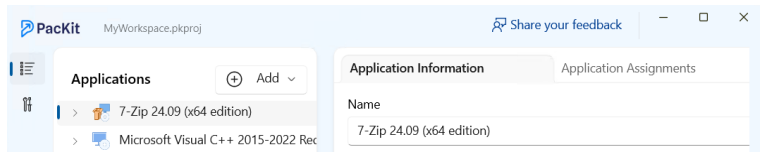 PacKit
MyWorkspace.pkproj
Share your feedback
Applications
Add
7-Zip 24.09 (x64 edition)
Microsoft Visual C++ 2015-2022
Application Information
Application Assignments
Name
7-Zip 24.09 (x64 edition)